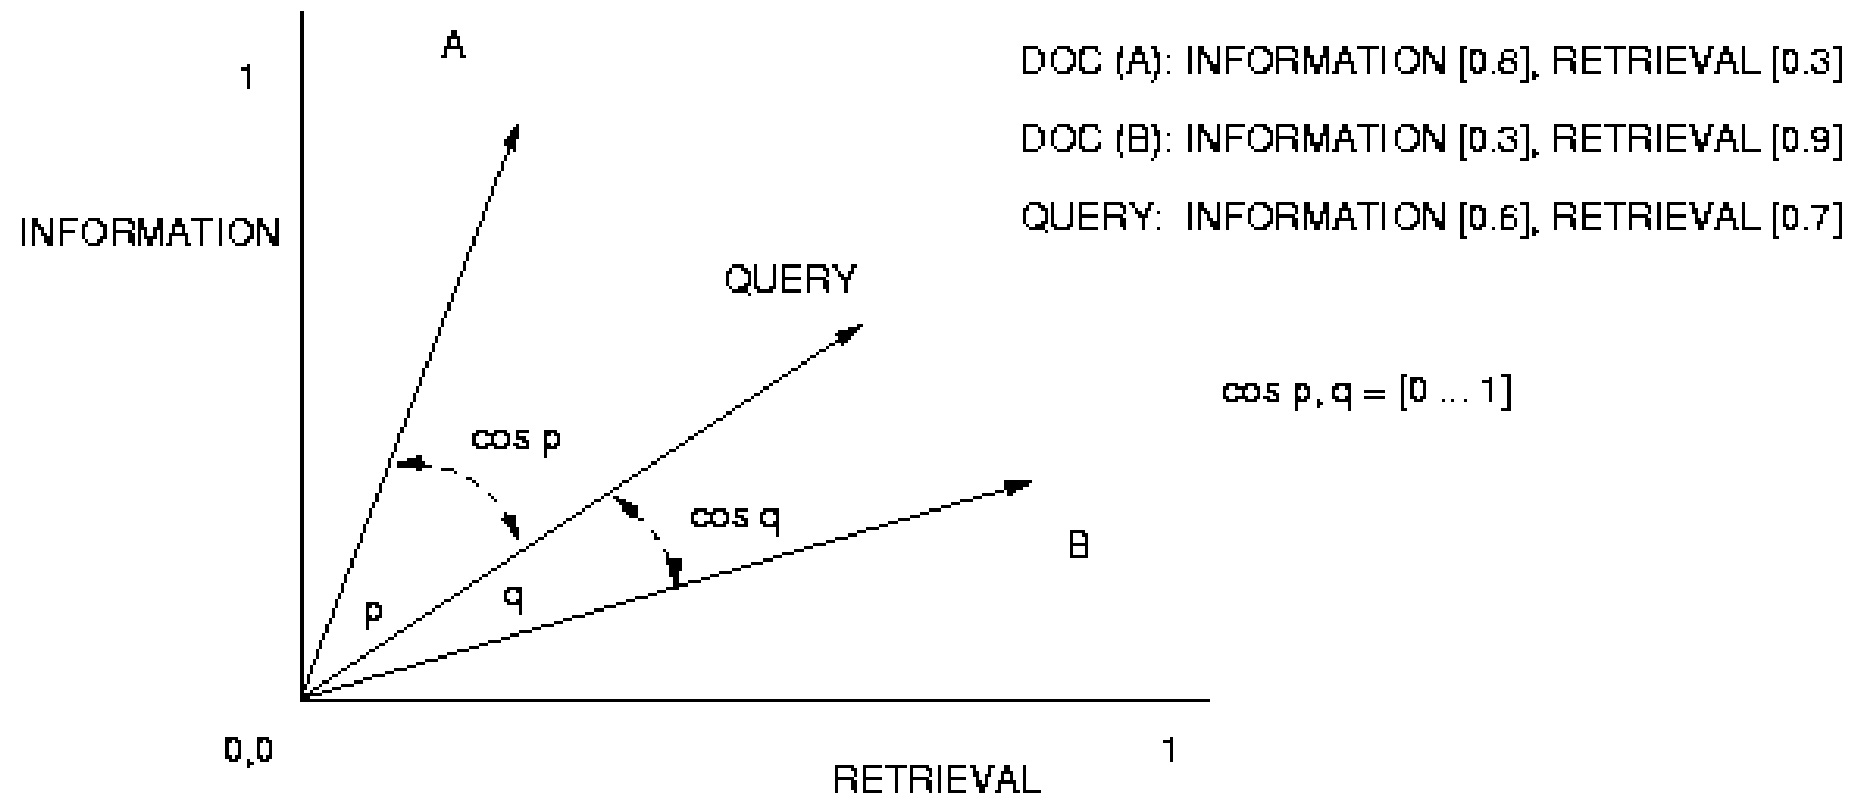 A
1
DOC (A): INFORMATION [0.8], RETRIEVAL [0.3]
DOC (B): INFORMATION [0.3], RETRIEVAL [0.9]
QUERY: INFORMATION [0.6], RETRIEVAL [0.7]
INFORMATION
QUERY
cos p, q = [0 ... 1]
cos p
cos q
B
p
q
0,0
1
RETRIEVAL